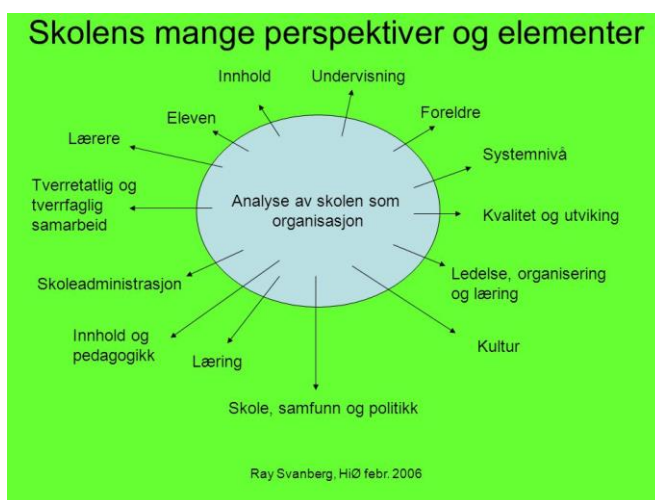 Skolens mange perspektiver og elementer
Innhold
Undervisning
Eleven
Foreldre
Lærere
Systemnivå
Tverretatlig og
tverrfaglig
samarbeid
Analyse av skolen som
organisasjon
Kvalitet og utviking
Skoleadministrasjon
Ledelse, organisering
og læring
Innhold og
pedagogikk
Læring
Kultur
Skole, samfunn og politikk
Ray Svanberg, HiØ febr. 2006